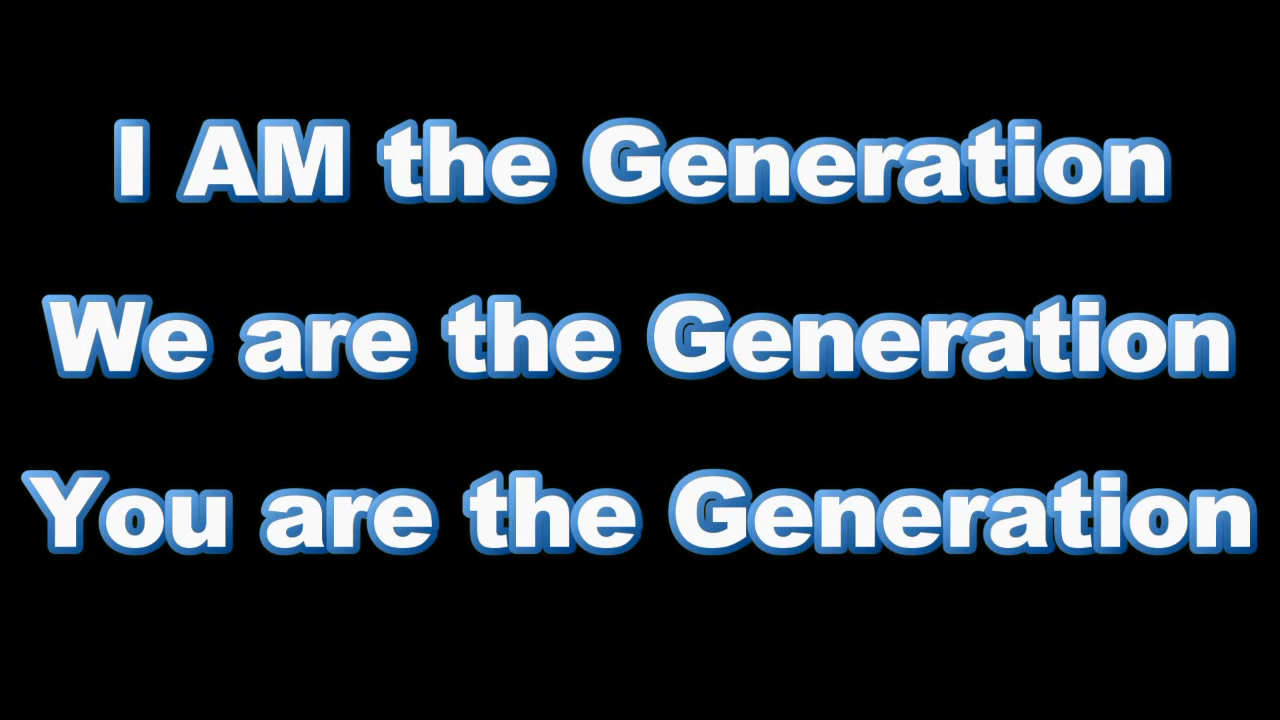 I AM the Generation
We are the Generation
You are the Generation